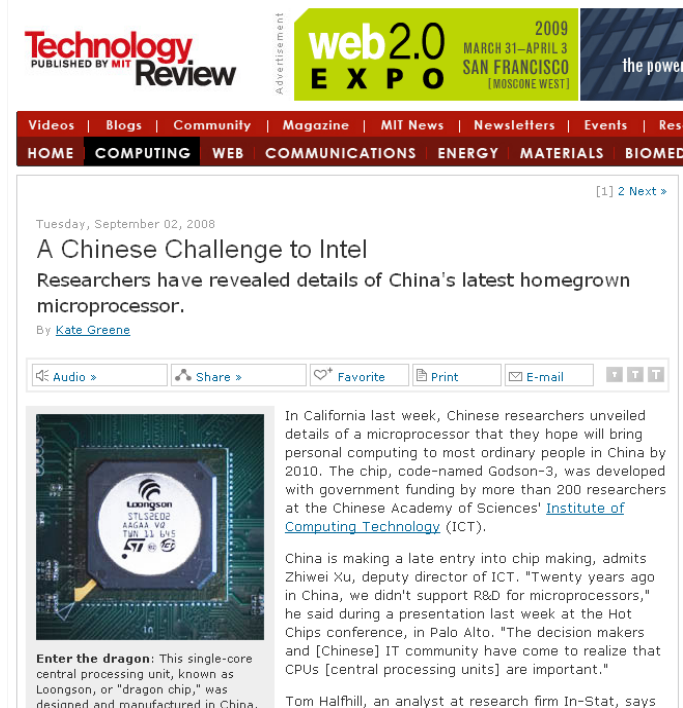 Technology
PUBLISHED BY MIT
Review
Advertisement
web2.0
EXPO
2009
MARCH 31–APRIL 3
SAN FRANCISCO
[MOSCONE WEST]
the power
Videos | Blogs | Community | Magazine | MIT News | Newsletters | Events | Res
HOME COMPUTING WEB COMMUNICATIONS ENERGY MATERIALS BIOMED
[1] 2 Next »
Tuesday, September 02, 2008
A Chinese Challenge to Intel
Researchers have revealed details of China's latest homegrown
microprocessor.
By Kate Greene
Audio » Share » Favorite Print E-mail T T T
In California last week, Chinese researchers unveiled
details of a microprocessor that they hope will bring
personal computing to most ordinary people in China by
2010. The chip, code-named Godson-3, was developed
with government funding by more than 200 researchers
at the Chinese Academy of Sciences' Institute of
Computing Technology (ICT).
China is making a late entry into chip making, admits
Zhiwei Xu, deputy director of ICT. "Twenty years ago
in China, we didn't support R&D for microprocessors,"
he said during a presentation last week at the Hot
Chips conference, in Palo Alto. "The decision makers
and [Chinese] IT community have come to realize that
CPUs [central processing units] are important."
Tom Halfhill, an analyst at research firm In-Stat, says
Loongson
STLS2E02
AAGAA VQ
TWN 11 645
ST
Enter the dragon: This single-core
central processing unit, known as
Loongson, or "dragon chip," was
designed and manufactured in China.